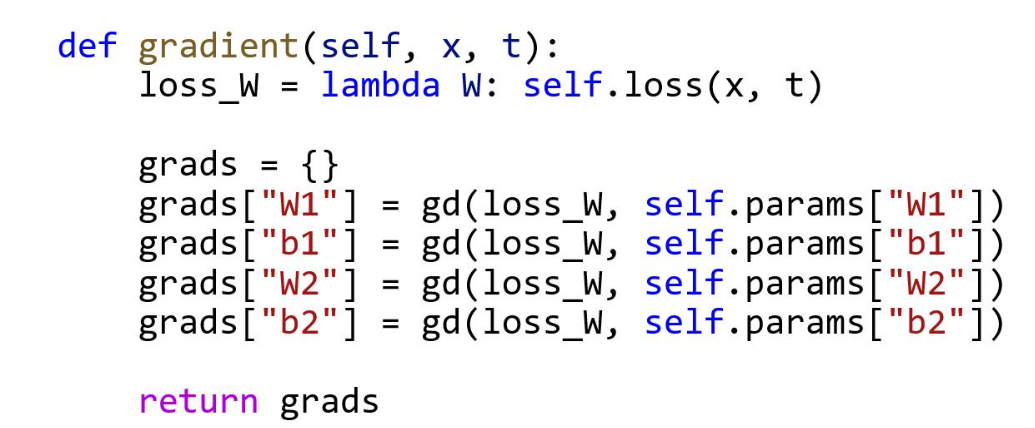 def gradient(self, x, t):
    loss_W = lambda W: self.loss(x, t)

    grads = {}
    grads["W1"] = gd(loss_W, self.params["W1"])
    grads["b1"] = gd(loss_W, self.params["b1"])
    grads["W2"] = gd(loss_W, self.params["W2"])
    grads["b2"] = gd(loss_W, self.params["b2"])

    return grads